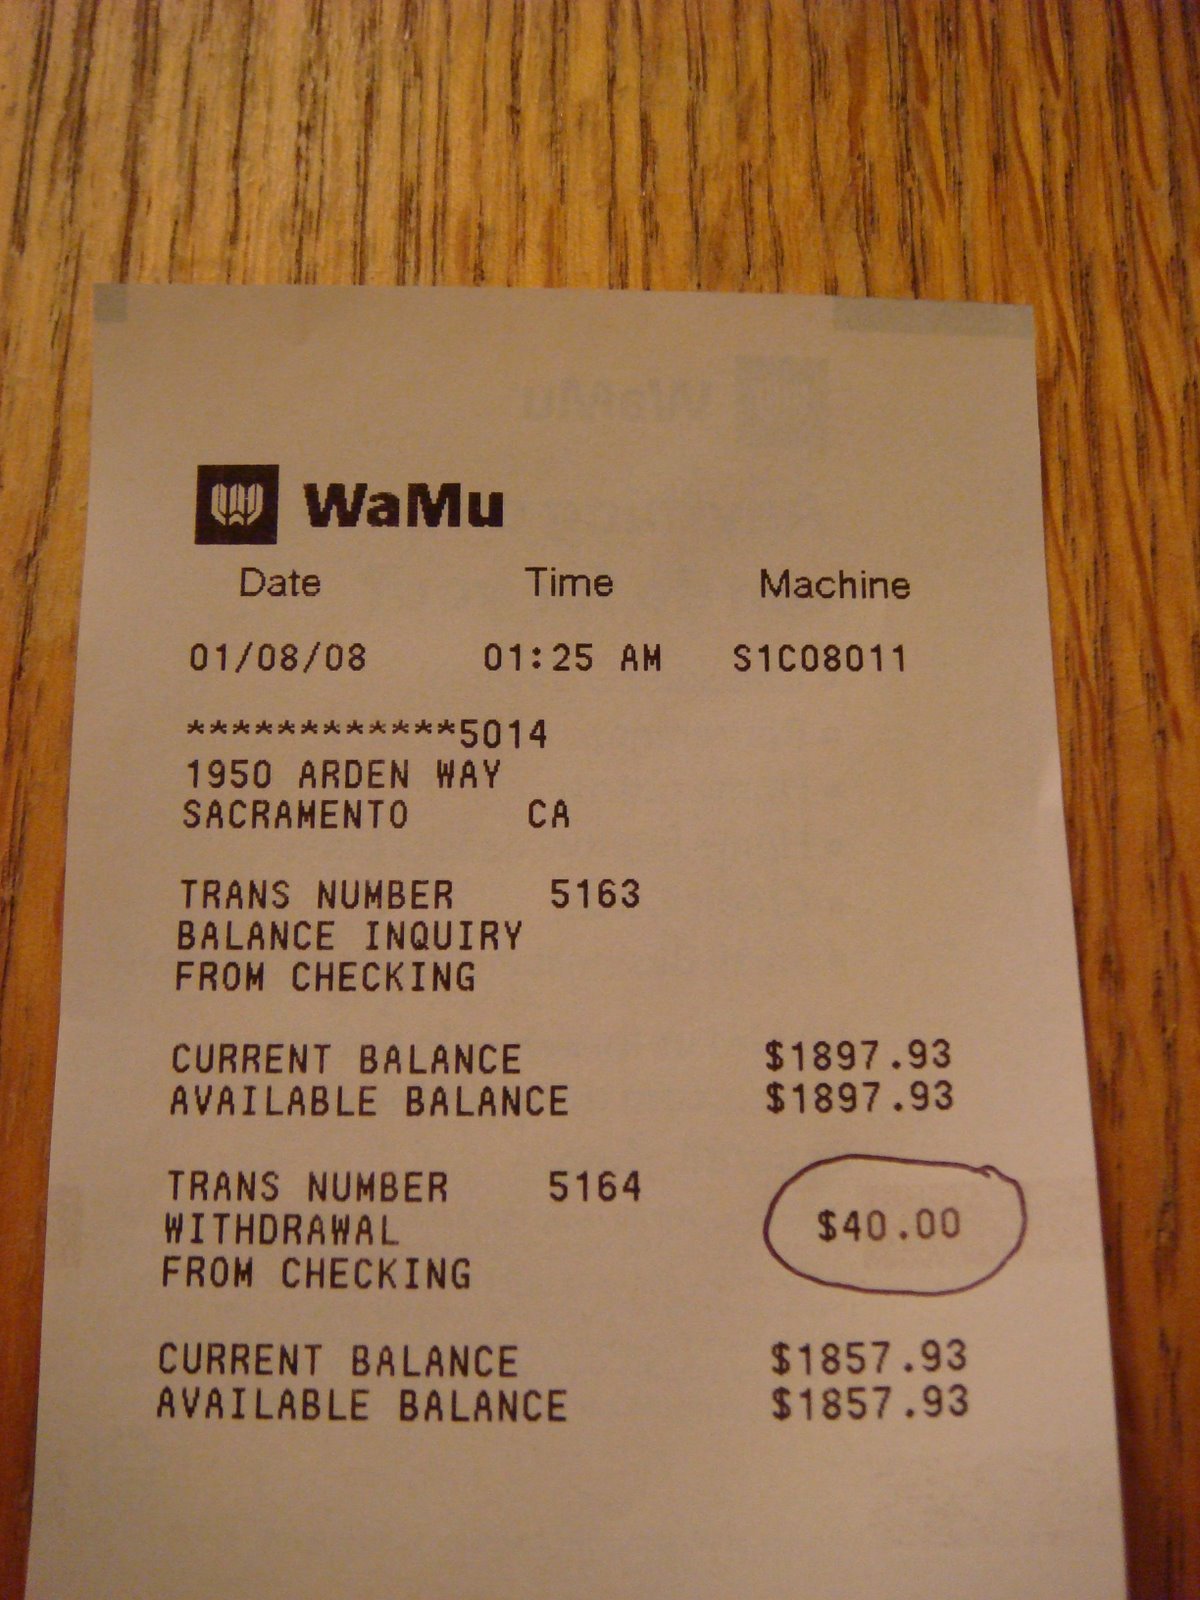 WaMu
WaMu
Date Time Machine
01/08/08 01:25 AM S1C08011
************5014
1950 ARDEN WAY
SACRAMENTO CA
TRANS NUMBER 5163
BALANCE INQUIRY
FROM CHECKING
CURRENT BALANCE $1897.93
AVAILABLE BALANCE $1897.93
TRANS NUMBER 5164
WITHDRAWAL $40.00
FROM CHECKING
CURRENT BALANCE $1857.93
AVAILABLE BALANCE $1857.93